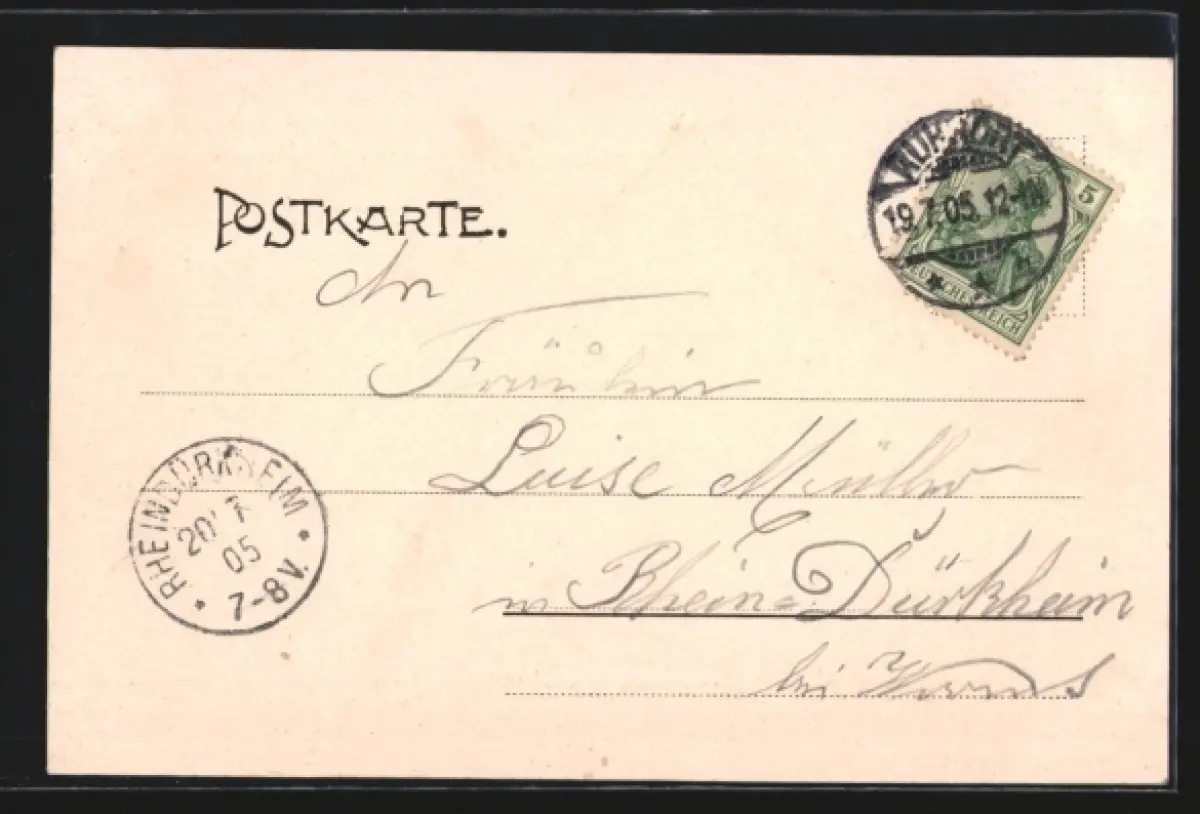 POSTKARTE.
An
Fräulein
Luise Müller
in Rhein=Dürkheim
bei Worms
19.7.05. 12-1N.
5
DEUTSCHES REICH
RHEINDÜRKHEIM
20 7
05
7-8V.